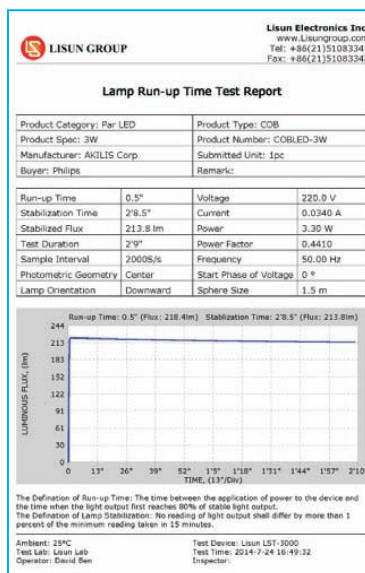 LISUN GROUP
Lisun Electronics Inc
www.Lisungroup.com
Tel: +86(21)5108334
Fax: +86(21)5108334
Lamp Run-up Time Test Report
Product Category: Par LED Product Type: COB
Product Spec: 3W Product Number: COBLED-3W
Manufacturer: AKILIS Corp Submitted Unit: 1pc
Buyer: Philips Remark:
Run-up Time 0.5" Voltage 220.0 V
Stabilization Time 2'8.5" Current 0.0340 A
Stabilized Flux 213.8 lm Power 3.30 W
Test Duration 2'9" Power Factor 0.4410
Sample Interval 2000S/s Frequency 50.00 Hz
Photometric Geometry Center Start Phase of Voltage 0 °
Lamp Orientation Downward Sphere Size 1.5 m
Run-up Time: 0.5" (Flux: 218.4lm) Stablization Time: 2'8.5" (Flux: 213.8lm)
LUMINOUS FLUX, (lm)
244
213
183
152
122
91
61
30
0
0 13" 26" 39" 52" 1'5" 1'18" 1'31" 1'44" 1'57" 2'10
TIME, (13"/Div)
The Defination of Run-up Time: The time between the application of power to the device and
the time when the light output first reaches 80% of stable light output.
The Defination of Lamp Stabilization: No reading of light output shall differ by more than 1
percent of the minimum reading taken in 15 minutes.
Ambient: 25ºC Test Device: Lisun LST-3000
Test Lab: Lisun Lab Test Time: 2014-7-24 16:49:32
Operator: David Ben Inspector: